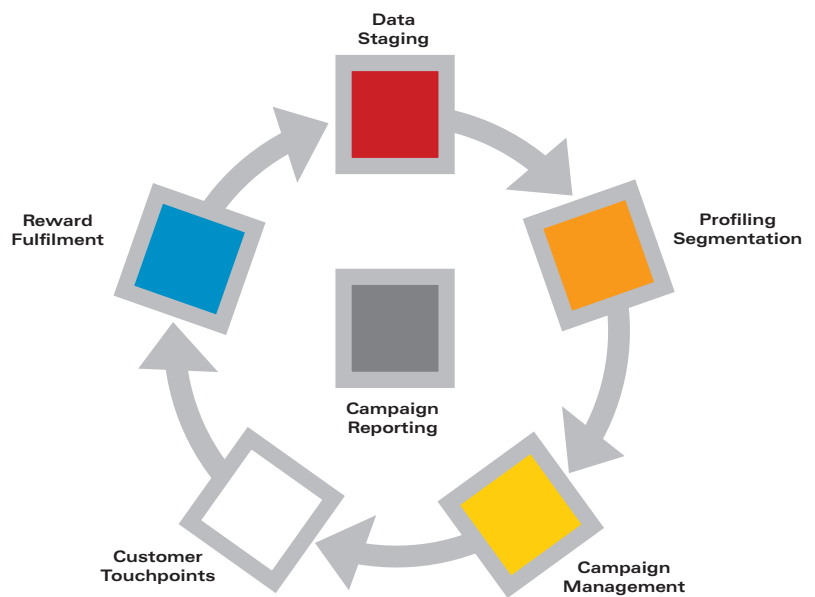 Data
Staging
Profiling
Segmentation
Reward
Fulfilment
Campaign
Reporting
Customer
Touchpoints
Campaign
Management